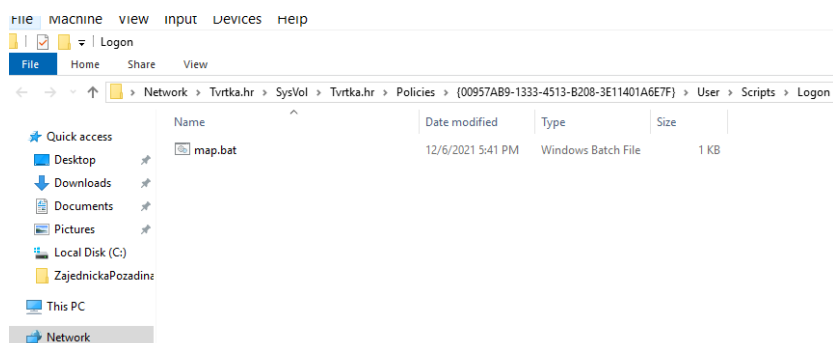 File Machine View Input Devices Help
Logon
File Home Share View
Network > Tvrtka.hr > SysVol > Tvrtka.hr > Policies > {00957AB9-1333-4513-B208-3E11401A6E7F} > User > Scripts > Logon
Name Date modified Type Size
Quick access
map.bat 12/6/2021 5:41 PM Windows Batch File 1 KB
Desktop
Downloads
Documents
Pictures
Local Disk (C:)
ZajednickaPozadina
This PC
Network